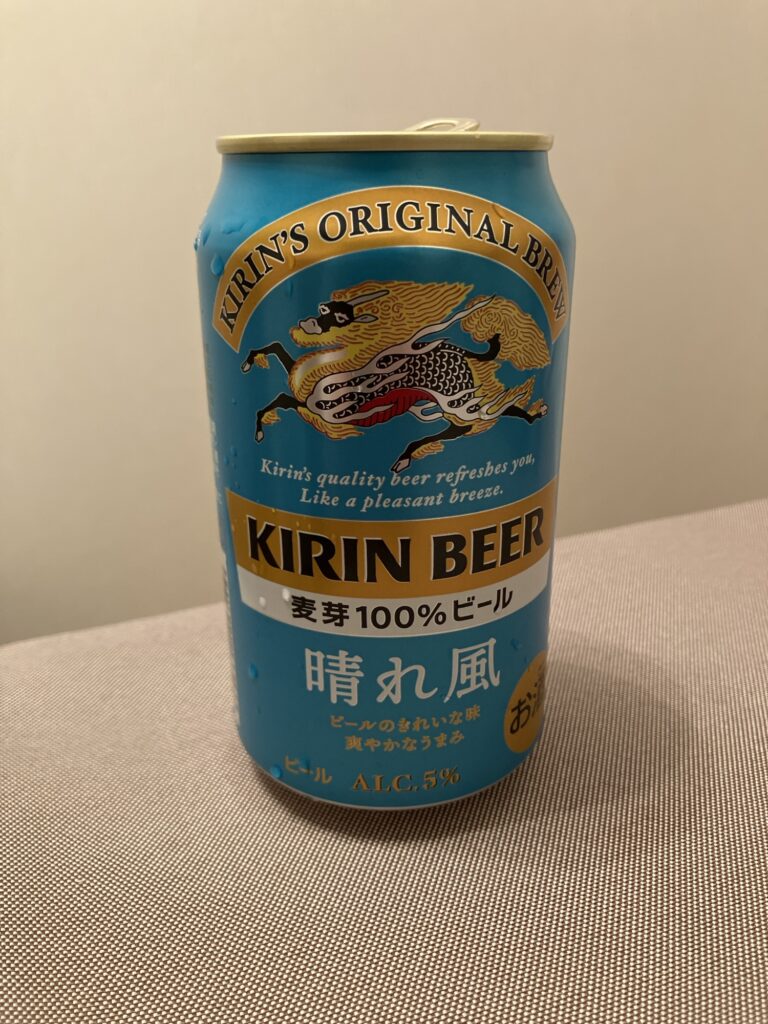 KIRIN'S ORIGINAL BREW
Kirin's quality beer refreshes you,
Like a pleasant breeze.
KIRIN BEER
麦芽100%ビール
晴れ風
ビールのきれいな味
爽やかなうまみ
お酒
ビール ALC.5%